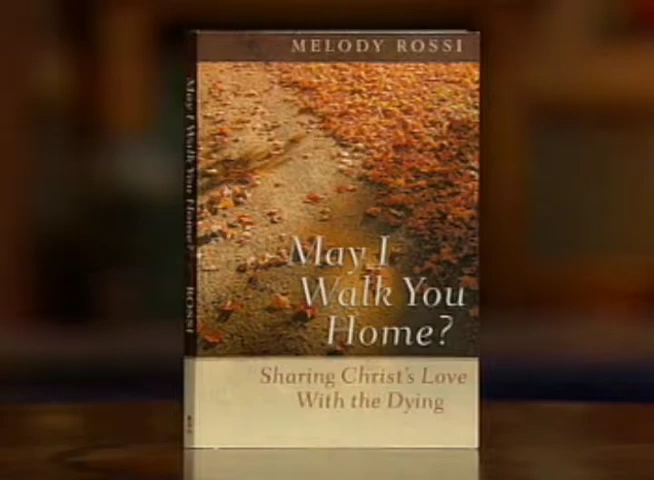 MELODY ROSSI
May I
Walk You
Home?
Sharing Christ's Love
With the Dying
May I Walk You Home? ROSSI